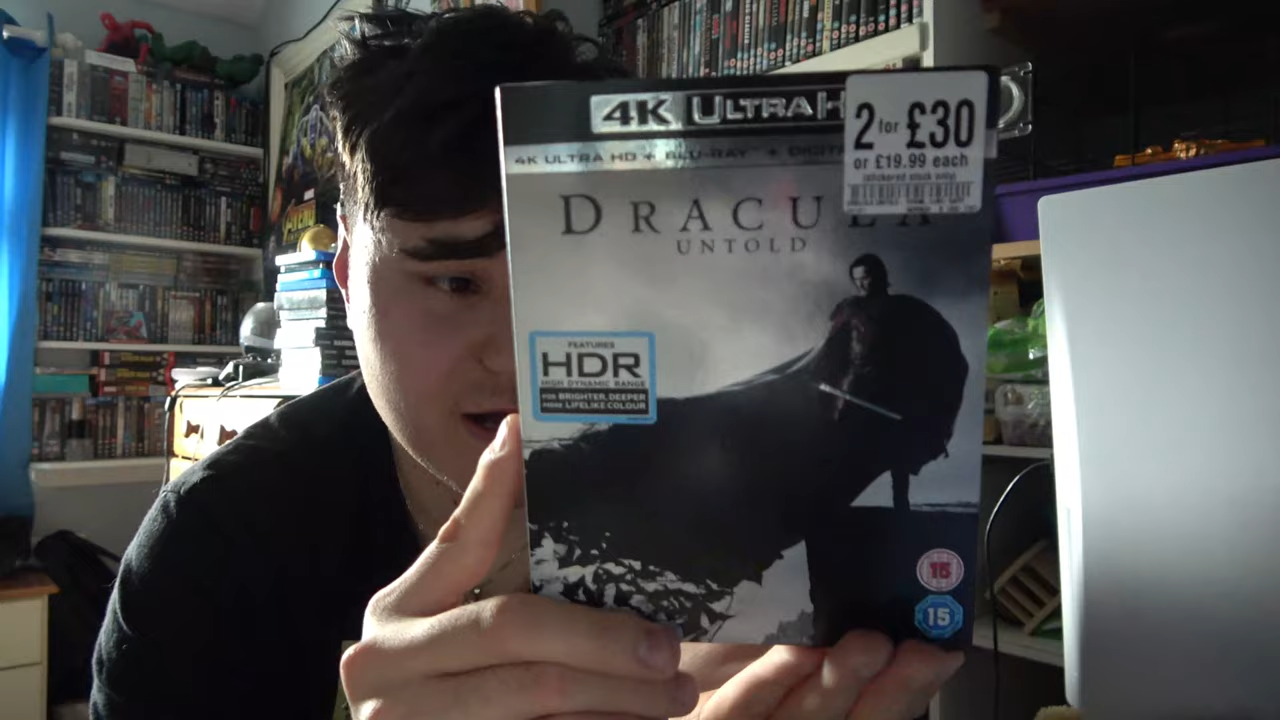 4K ULTRA H
2 for £30
or £19.99 each
(stickered stock only)
4K ULTRA HD + BLU-RAY + DIGIT
DRACULA
UNTOLD
FEATURES
HDR
HIGH DYNAMIC RANGE
FOR BRIGHTER, DEEPER
MORE LIFELIKE COLOUR
15
15